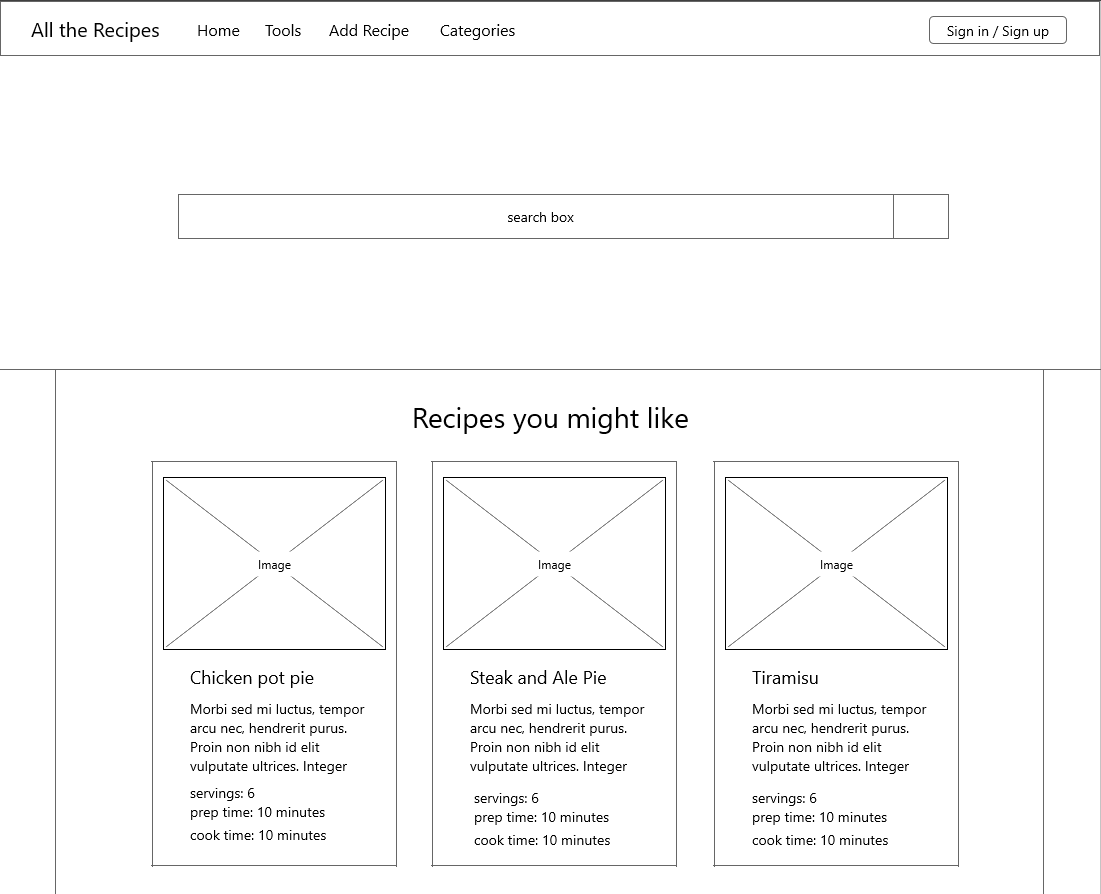 All the Recipes Home Tools Add Recipe Categories Sign in / Sign up
search box
Recipes you might like
Image
Chicken pot pie
Morbi sed mi luctus, tempor
arcu nec, hendrerit purus.
Proin non nibh id elit
vulputate ultrices. Integer
servings: 6
prep time: 10 minutes
cook time: 10 minutes
Image
Steak and Ale Pie
Morbi sed mi luctus, tempor
arcu nec, hendrerit purus.
Proin non nibh id elit
vulputate ultrices. Integer
servings: 6
prep time: 10 minutes
cook time: 10 minutes
Image
Tiramisu
Morbi sed mi luctus, tempor
arcu nec, hendrerit purus.
Proin non nibh id elit
vulputate ultrices. Integer
servings: 6
prep time: 10 minutes
cook time: 10 minutes